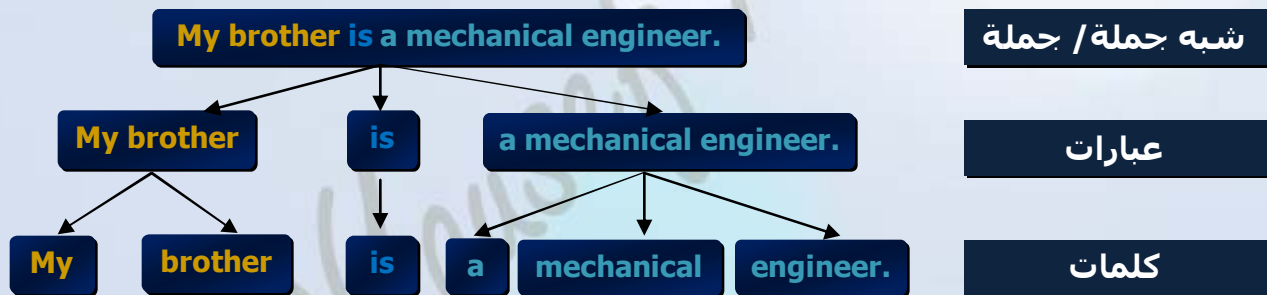 My brother is a mechanical engineer.
شبه جملة/ جملة
My brother
is
a mechanical engineer.
عبارات
My
brother
is
a
mechanical
engineer.
كلمات